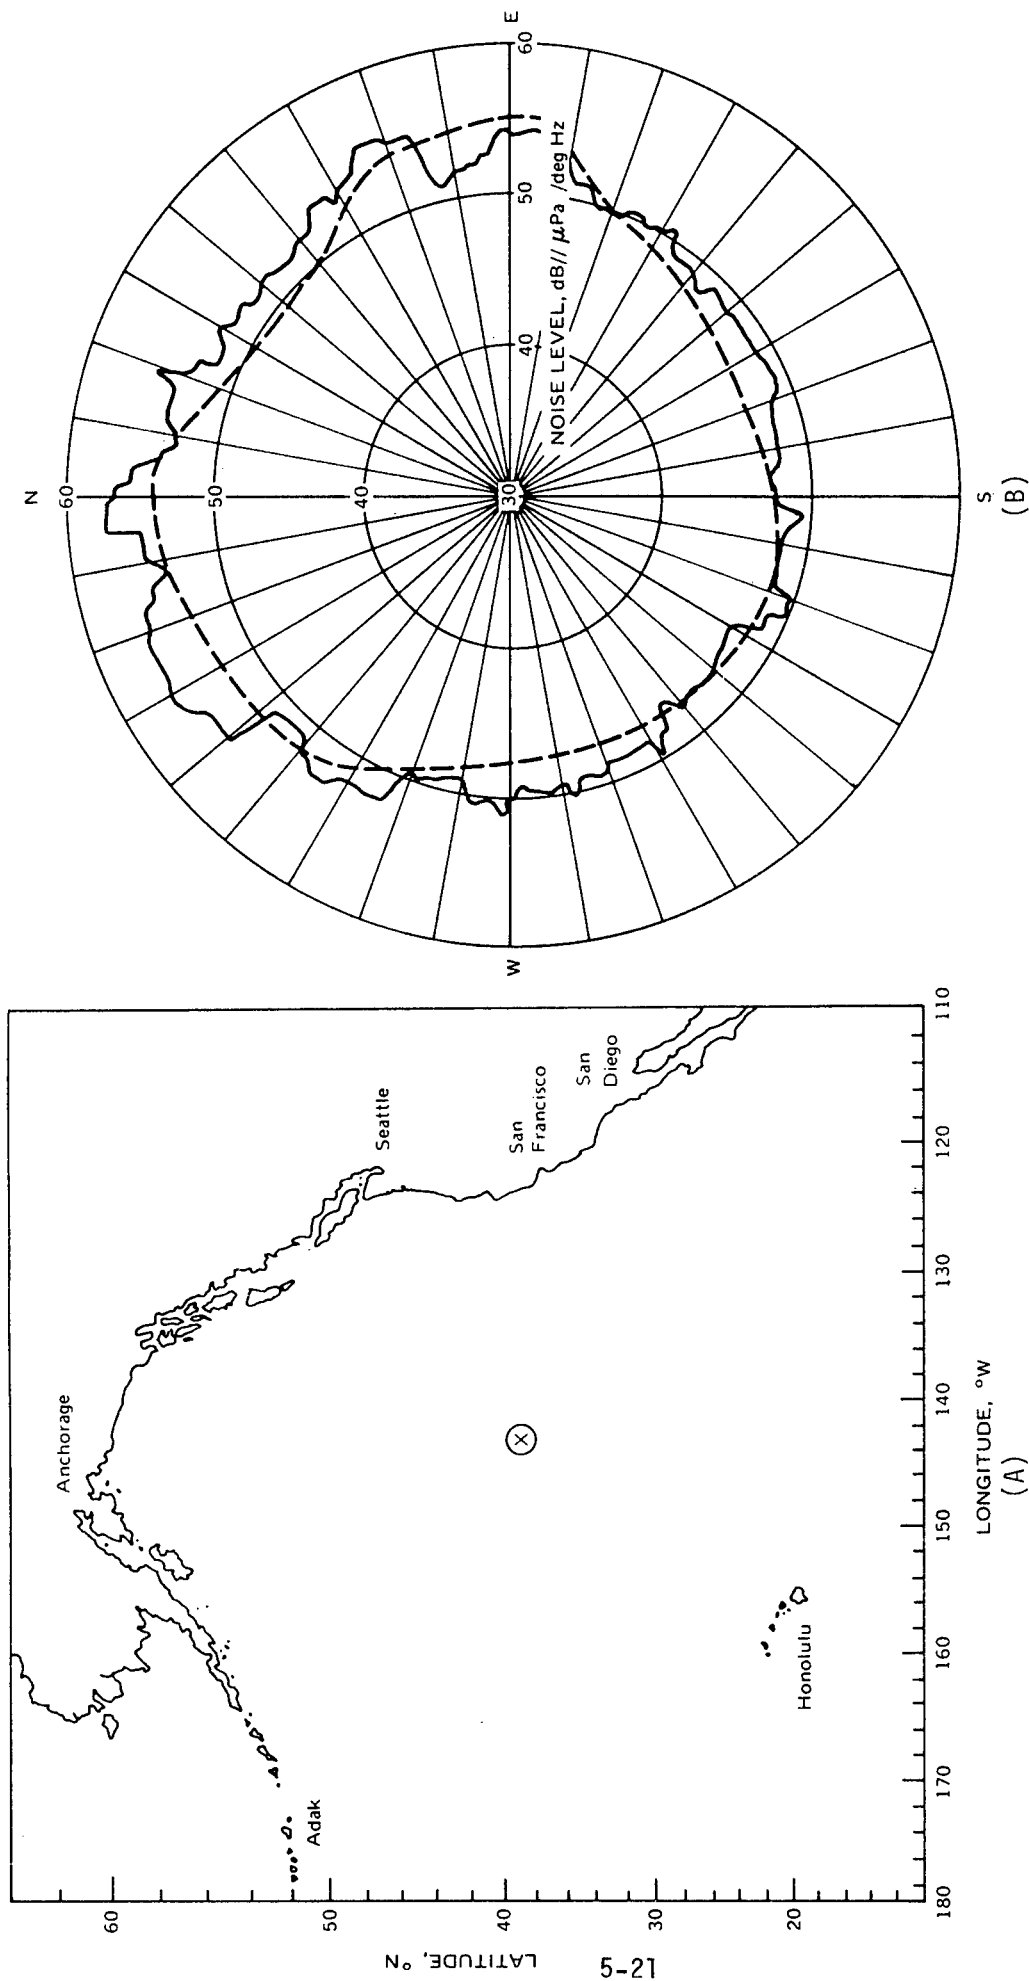 60
50
40
30
20
LATITUDE, °N
180
170
160
150
140
130
120
110
LONGITUDE, °W
(A)
Anchorage
Adak
Seattle
San
Francisco
San
Diego
Honolulu
X
N
E
S
W
60
50
40
30
40
50
60
NOISE LEVEL, dB// μPa /deg Hz
(B)
5-21